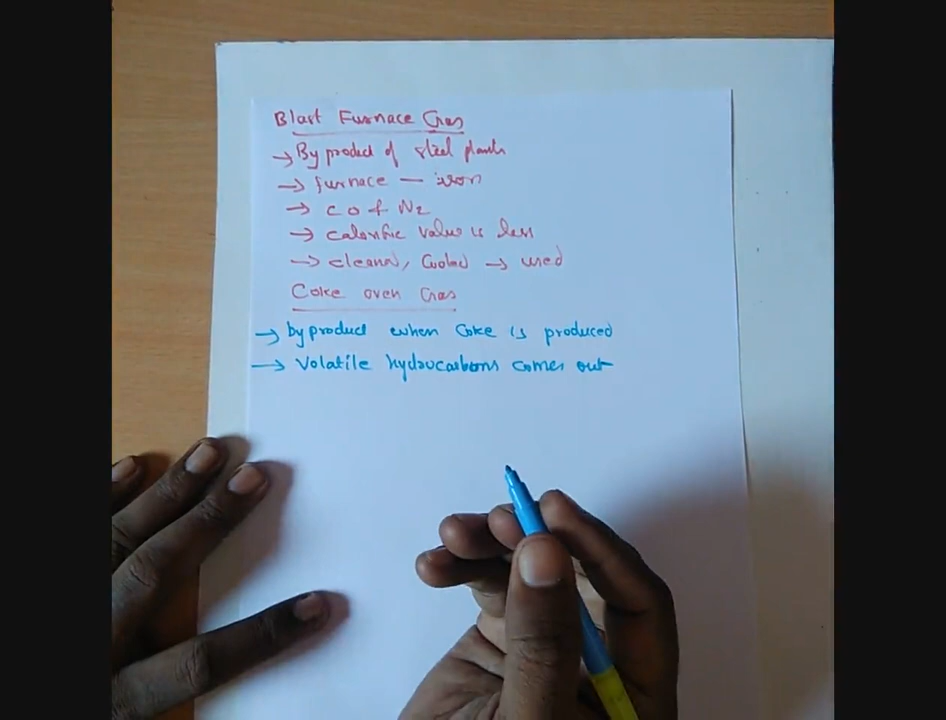 Blast Furnace Gas
→ By product of steel plants
→ furnace — iron
→ CO + N2
→ calorific value is less
→ cleaned, Cooled → used
Coke oven Gas
→ by product when Coke is produced
→ Volatile hydrocarbons comes out